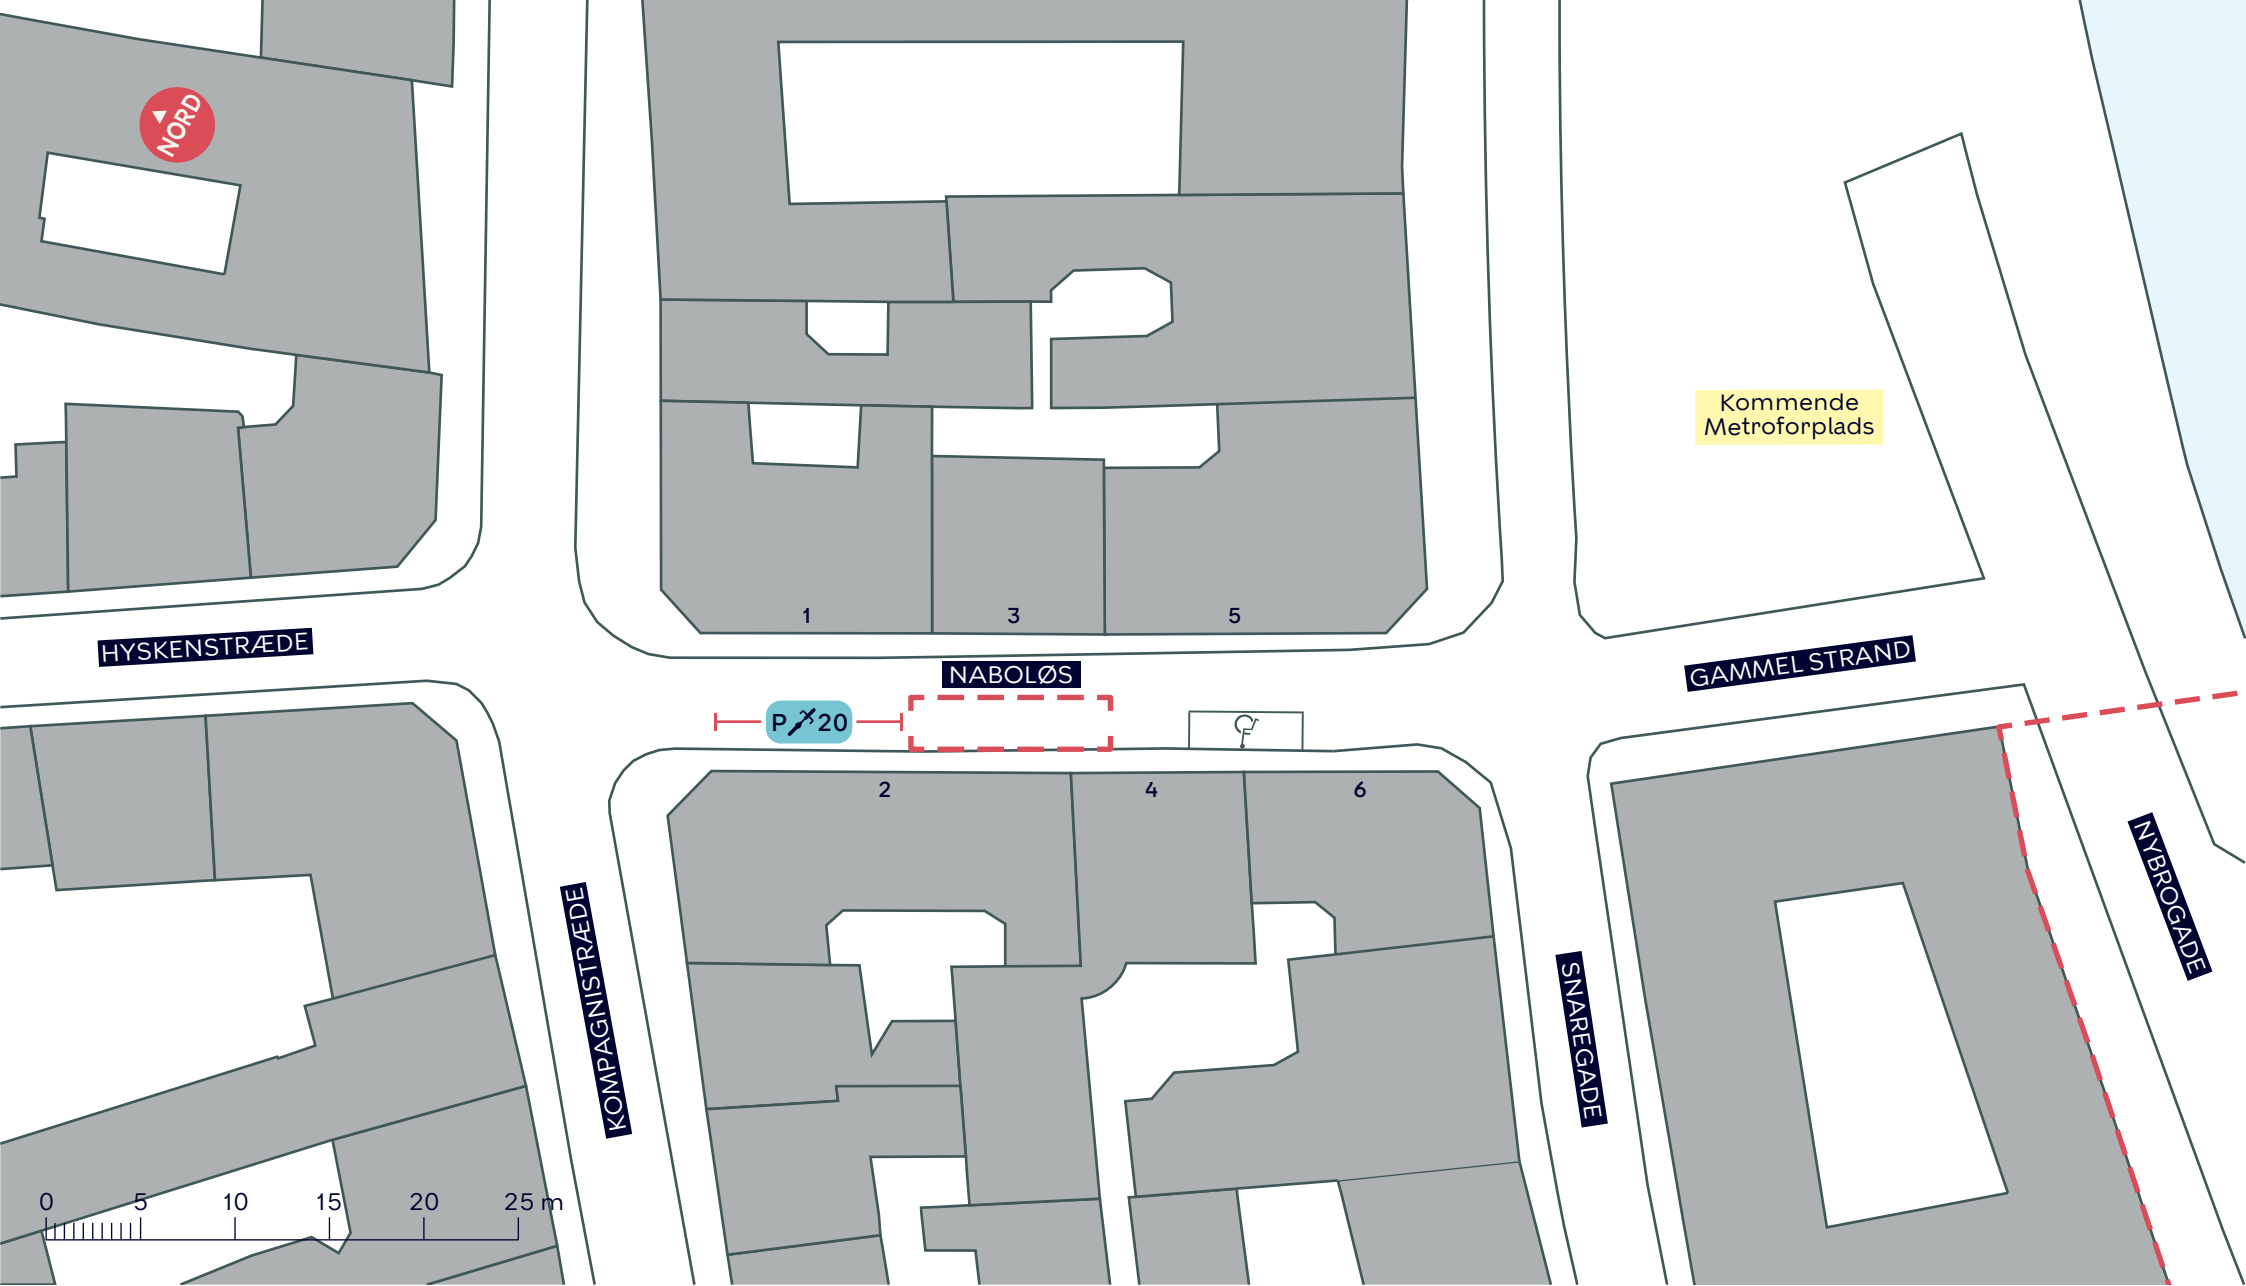 NORD
Kommende
Metroforplads
1
3
5
HYSKENSTRÆDE
NABOLØS
GAMMEL STRAND
P 20
2
4
6
KOMPAGNISTRÆDE
SNAREGADE
NYBROGADE
0 5 10 15 20 25 m